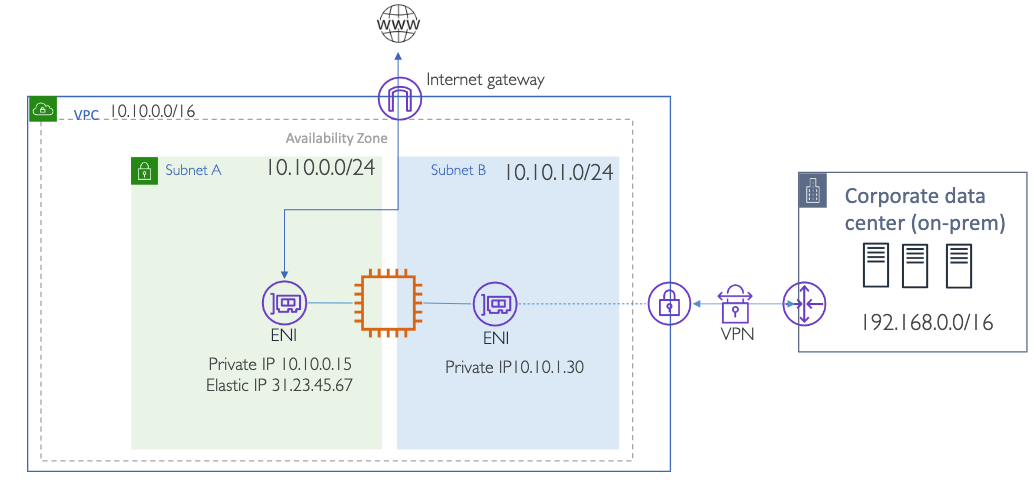 WWW
Internet gateway
VPC 10.10.0.0/16
Availability Zone
Subnet A 10.10.0.0/24
Subnet B 10.10.1.0/24
Corporate data
center (on-prem)
192.168.0.0/16
ENI
Private IP 10.10.0.15
Elastic IP 31.23.45.67
ENI
Private IP10.10.1.30
VPN